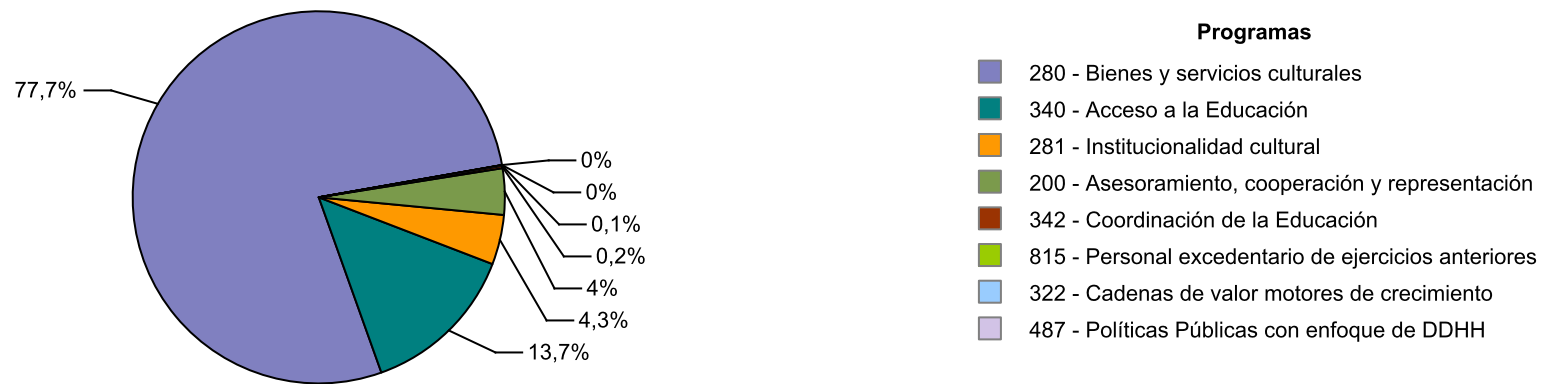 77,7%
0%
0%
0,1%
0,2%
4%
4,3%
13,7%
Programas
280 - Bienes y servicios culturales
340 - Acceso a la Educación
281 - Institucionalidad cultural
200 - Asesoramiento, cooperación y representación
342 - Coordinación de la Educación
815 - Personal excedentario de ejercicios anteriores
322 - Cadenas de valor motores de crecimiento
487 - Políticas Públicas con enfoque de DDHH